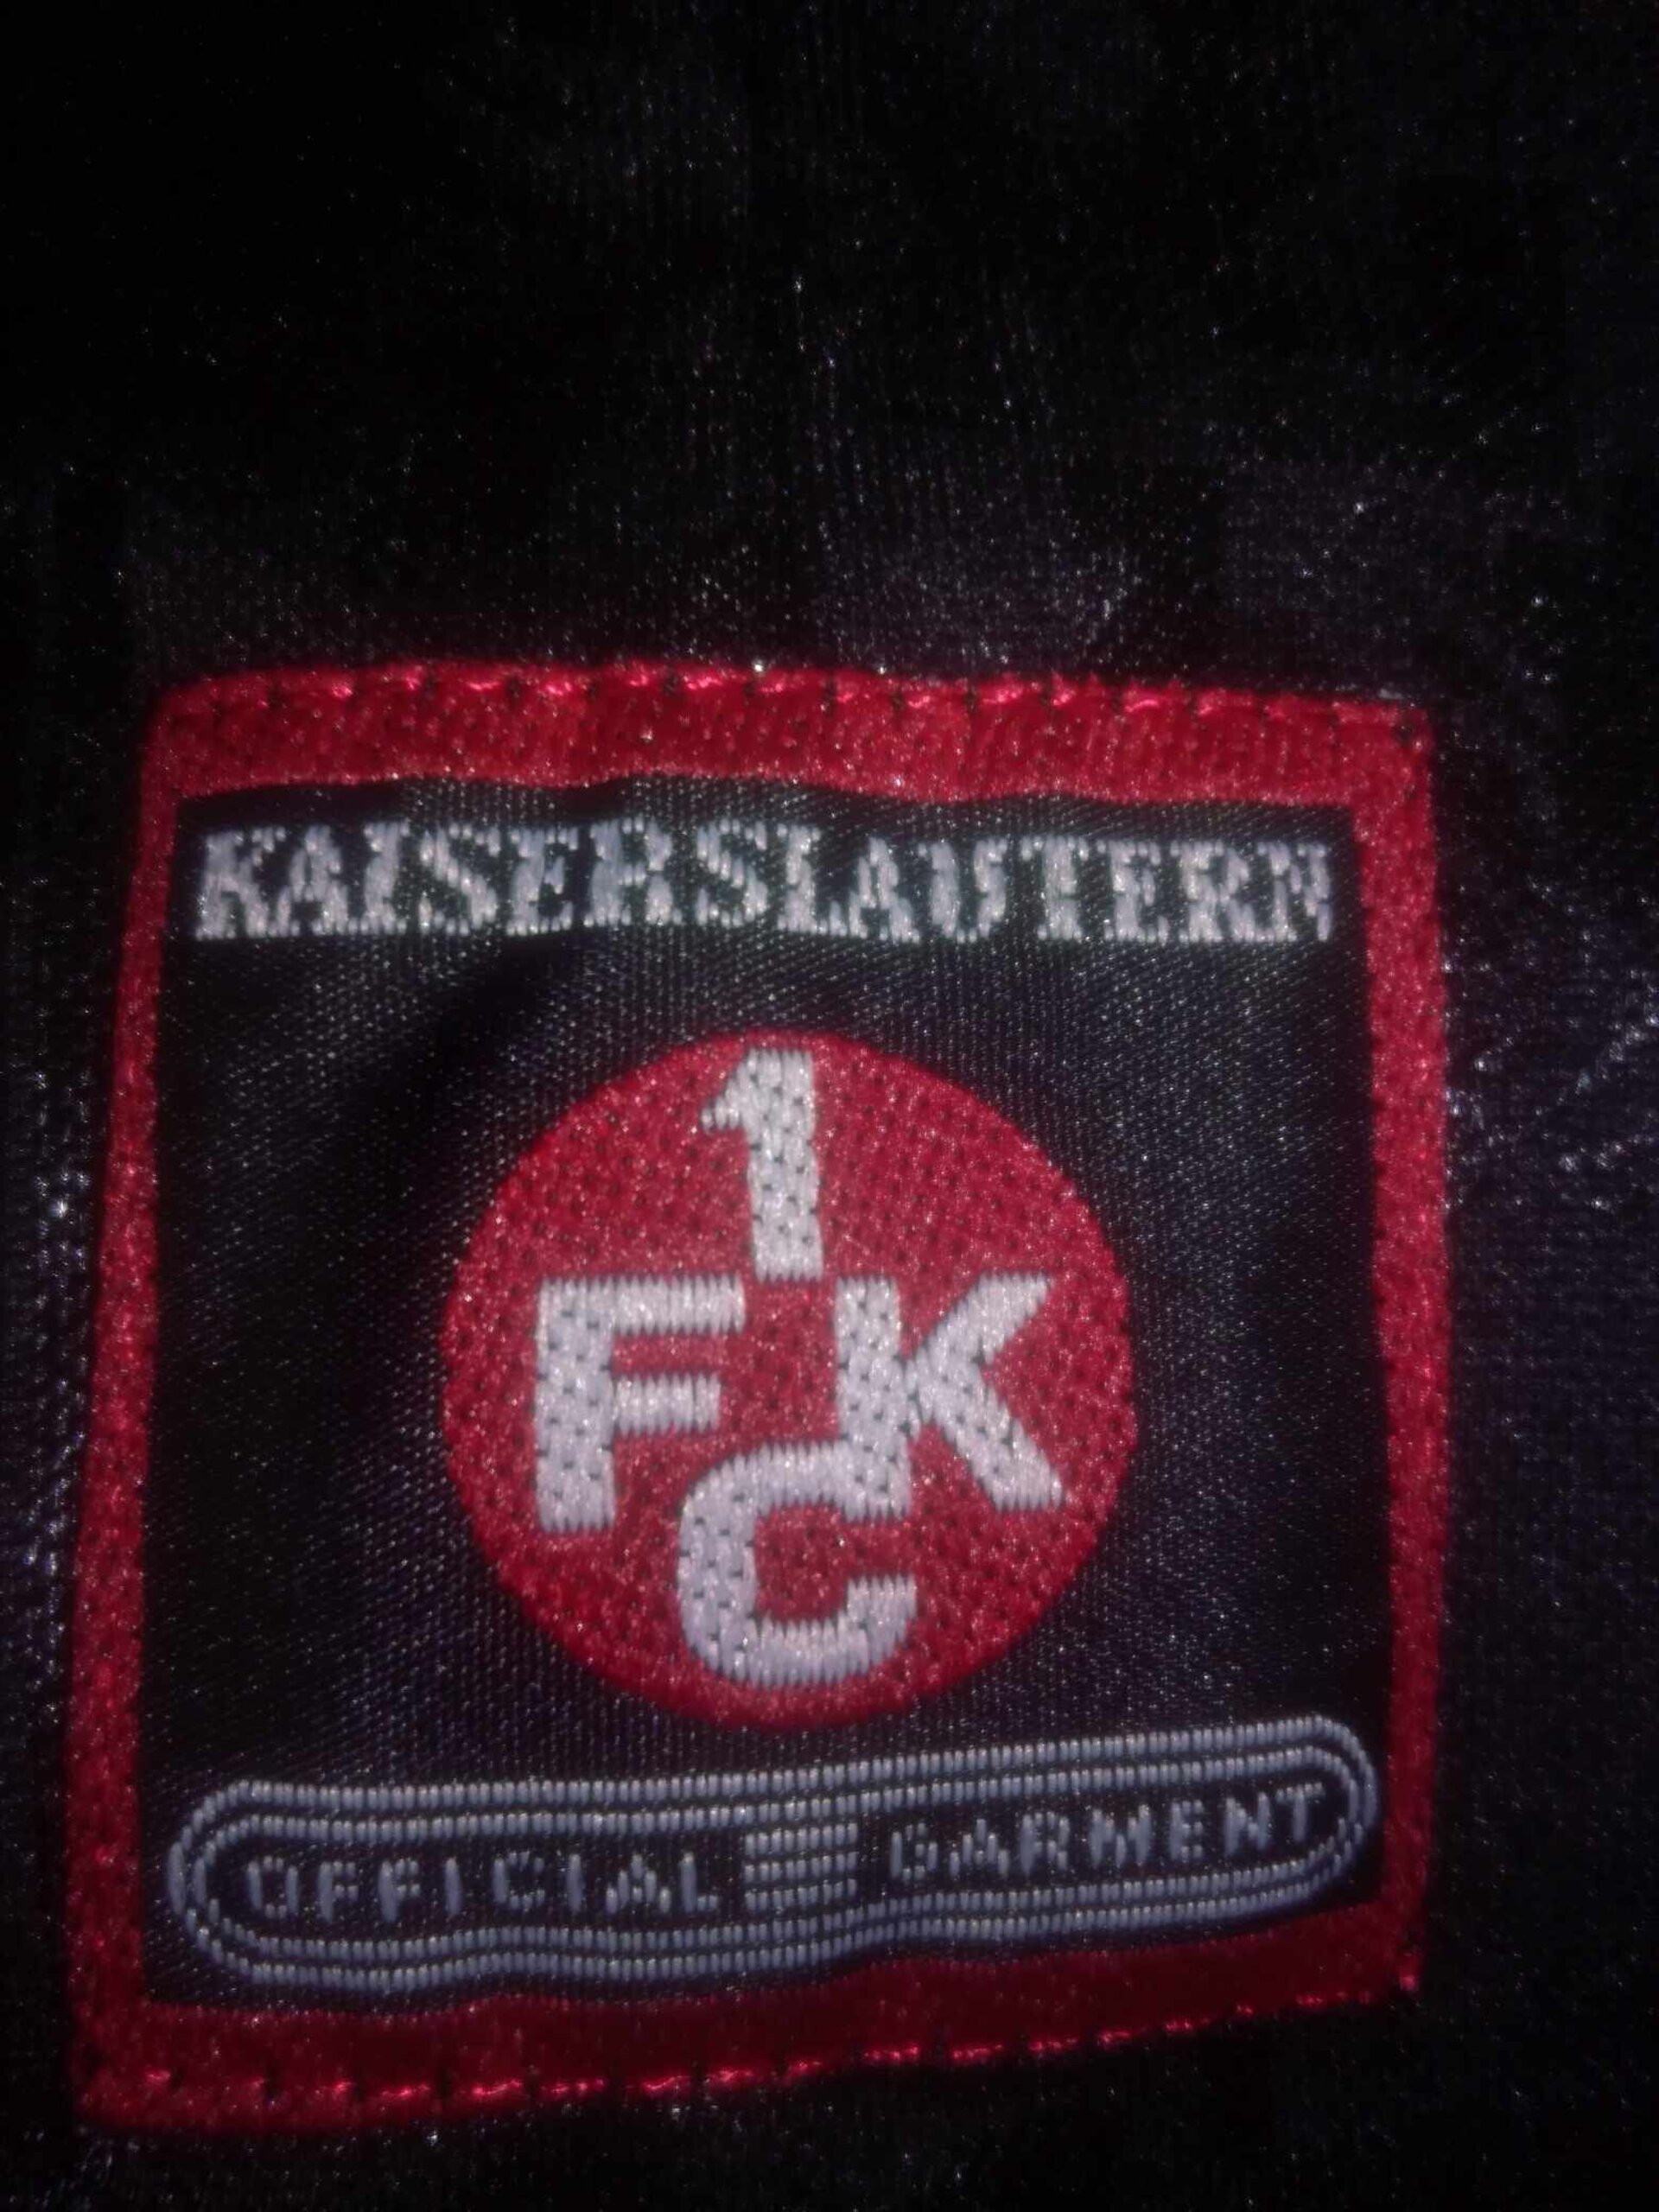 KAISERSLAUTERN
1
F K
C
OFFICIAL GARMENT